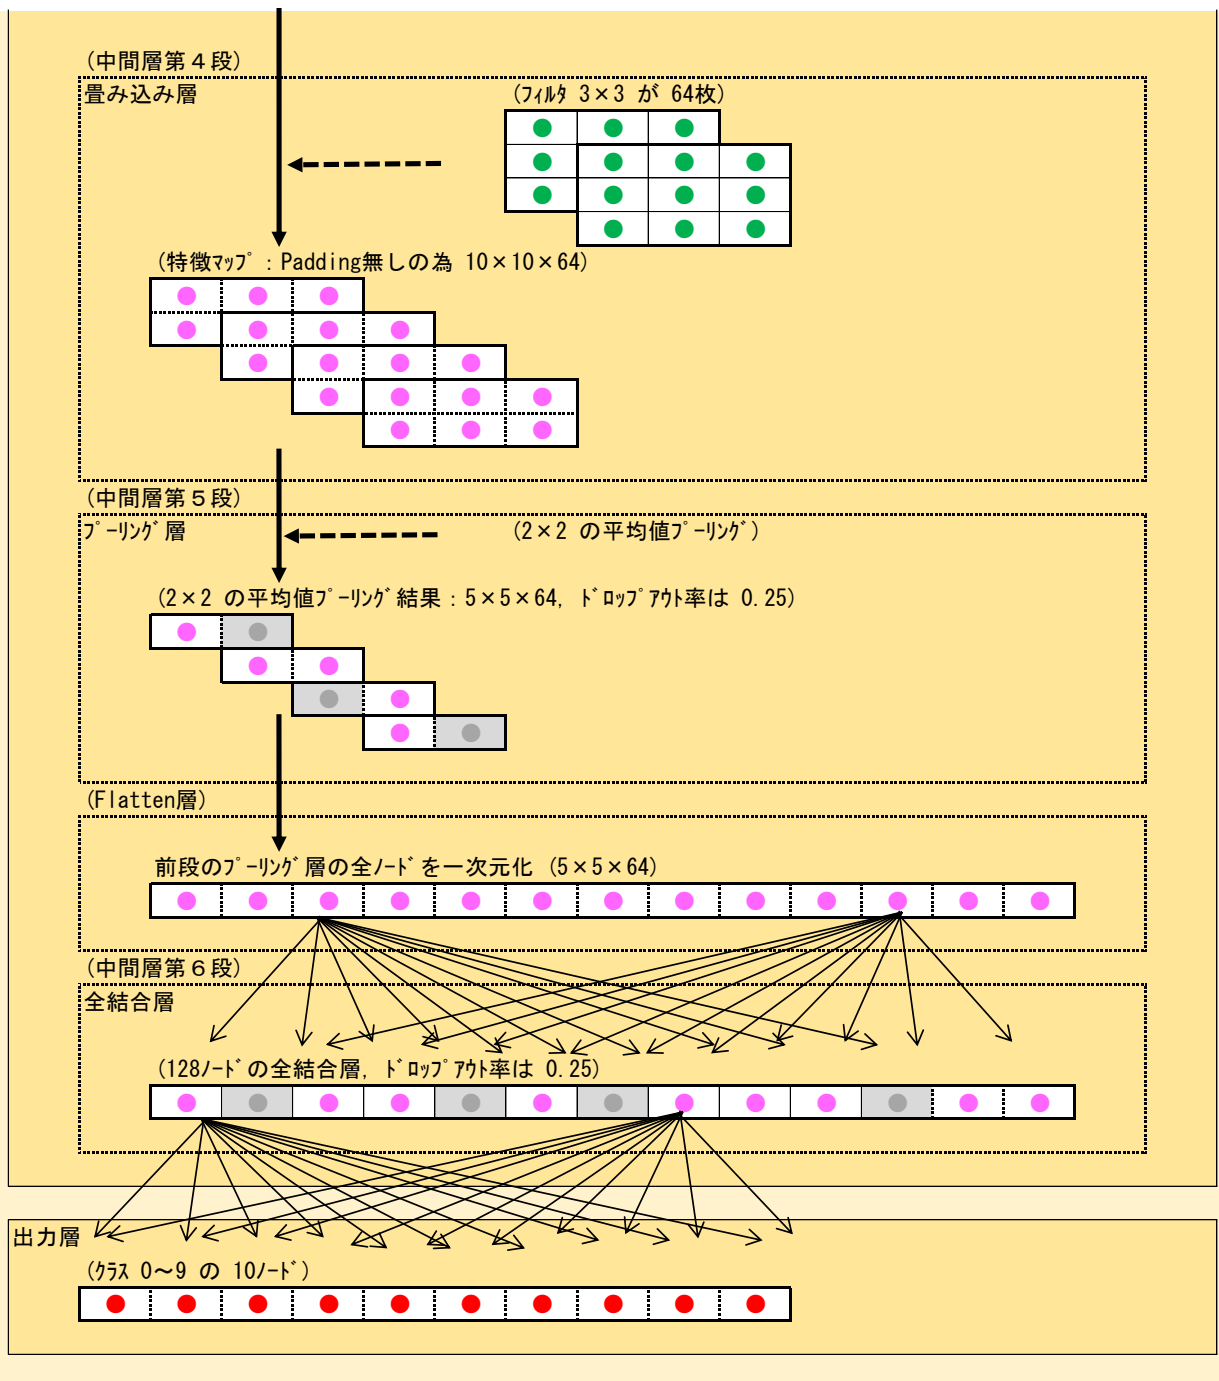 (中間層第4段)
畳み込み層
(フィルタ 3×3 が 64枚)
(特徴マップ:Padding無しの為 10×10×64)
(中間層第5段)
プーリング層
(2×2 の平均値プーリング)
(2×2 の平均値プーリング結果:5×5×64, ドロップアウト率は 0.25)
(Flatten層)
前段のプーリング層の全ノードを一次元化 (5×5×64)
(中間層第6段)
全結合層
(128ノードの全結合層, ドロップアウト率は 0.25)
出力層
(クラス 0~9 の 10ノード)